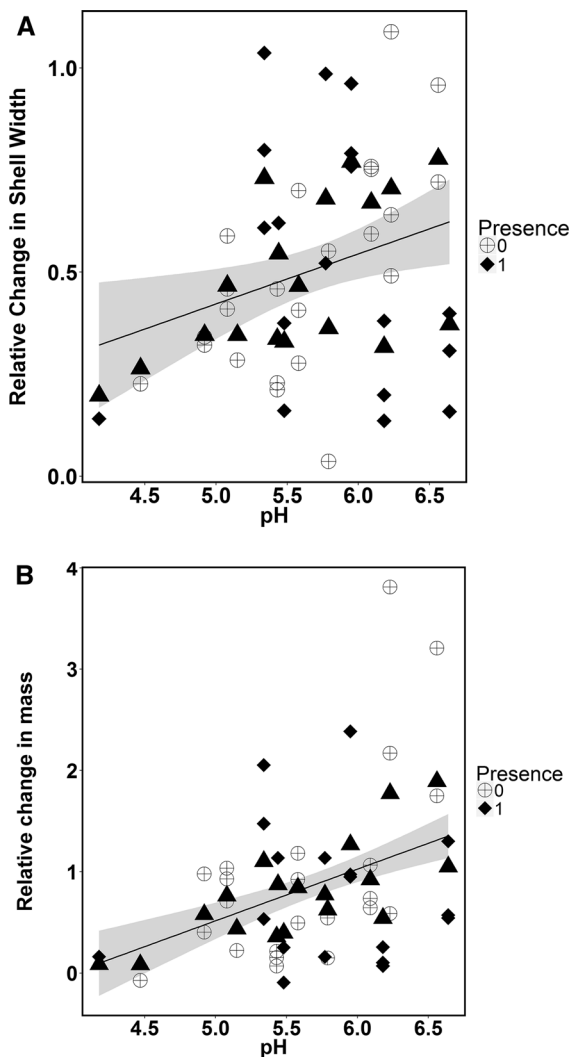 A
Relative Change in Shell Width
1.0
0.5
0.0
4.5 5.0 5.5 6.0 6.5
pH
Presence
0
1
B
Relative change in mass
4
3
2
1
0
4.5 5.0 5.5 6.0 6.5
pH
Presence
0
1